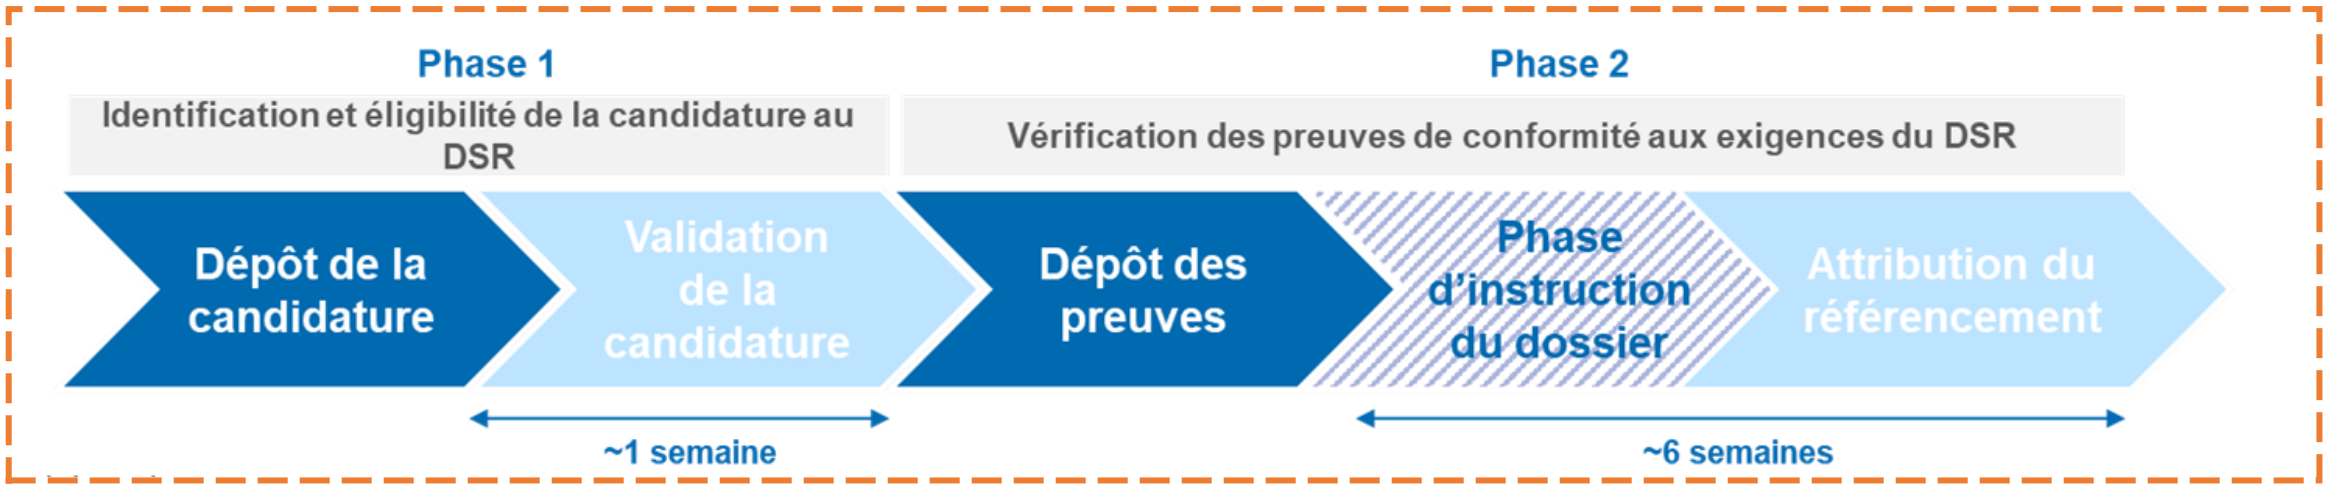 Phase 1
Identification et éligibilité de la candidature au
DSR
Dépôt de la
candidature
Validation
de la
candidature
~1 semaine
Phase 2
Vérification des preuves de conformité aux exigences du DSR
Dépôt des
preuves
Phase
d'instruction
du dossier
Attribution du
référencement
~6 semaines